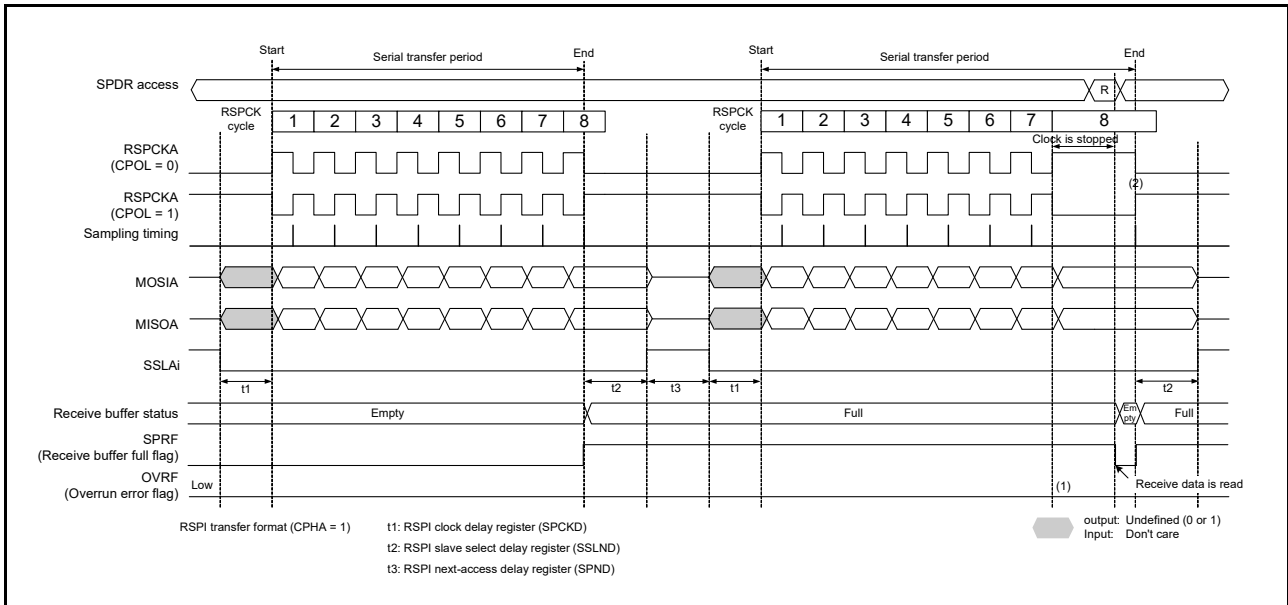 Start
Serial transfer period
End
Start
Serial transfer period
End
SPDR access
R
RSPCK
cycle
1 2 3 4 5 6 7 8
RSPCK
cycle
1 2 3 4 5 6 7 8
Clock is stopped
RSPCKA
(CPOL = 0)
(2)
RSPCKA
(CPOL = 1)
Sampling timing
MOSIA
MISOA
SSLAi
t1
t2
t3
t1
t2
Receive buffer status
Empty
Full
Em
pty
Full
SPRF
(Receive buffer full flag)
OVRF
(Overrun error flag)
Low
(1)
Receive data is read
RSPI transfer format (CPHA = 1)
t1: RSPI clock delay register (SPCKD)
t2: RSPI slave select delay register (SSLND)
t3: RSPI next-access delay register (SPND)
output: Undefined (0 or 1)
Input: Don't care